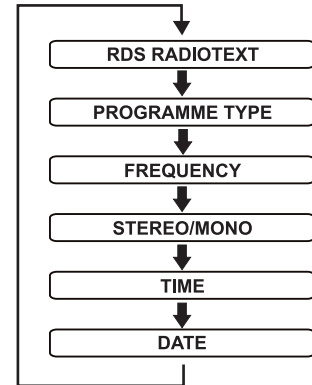 RDS RADIOTEXT
PROGRAMME TYPE
FREQUENCY
STEREO/MONO
TIME
DATE